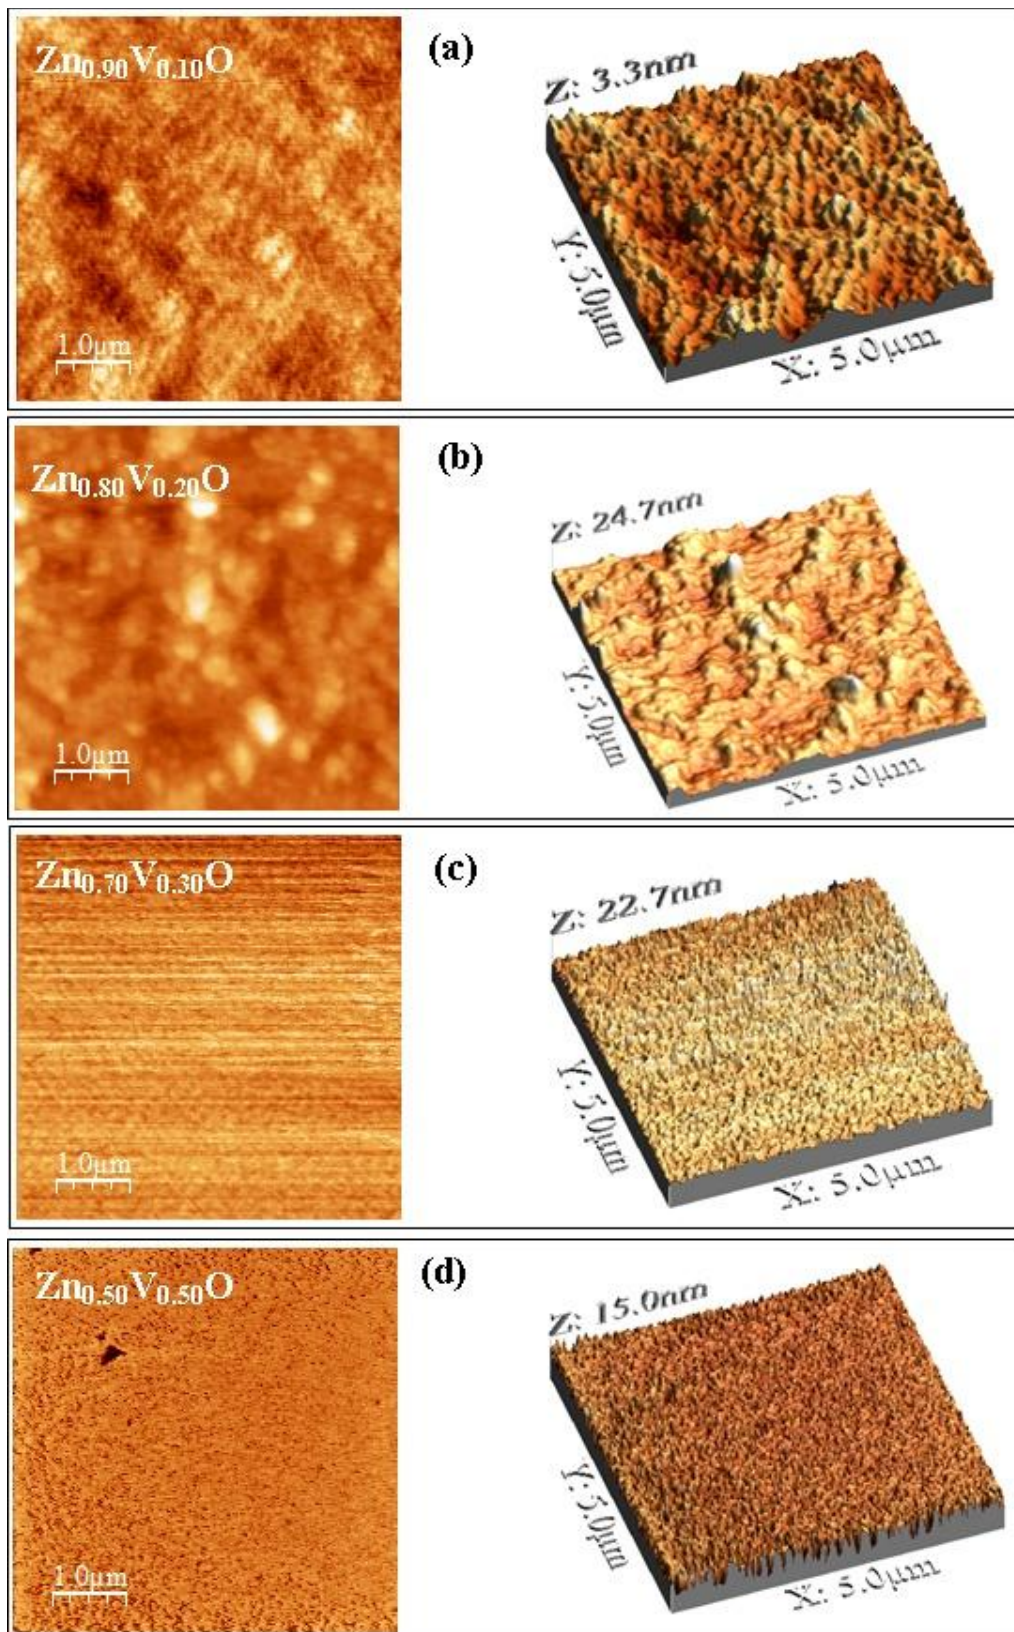 Zn0.90V0.10O
(a)
Z: 3.3nm
Y: 5.0µm
X: 5.0µm
1.0µm
Zn0.80V0.20O
(b)
Z: 24.7nm
Y: 5.0µm
X: 5.0µm
1.0µm
Zn0.70V0.30O
(c)
Z: 22.7nm
Y: 5.0µm
X: 5.0µm
1.0µm
Zn0.50V0.50O
(d)
Z: 15.0nm
Y: 5.0µm
X: 5.0µm
1.0µm